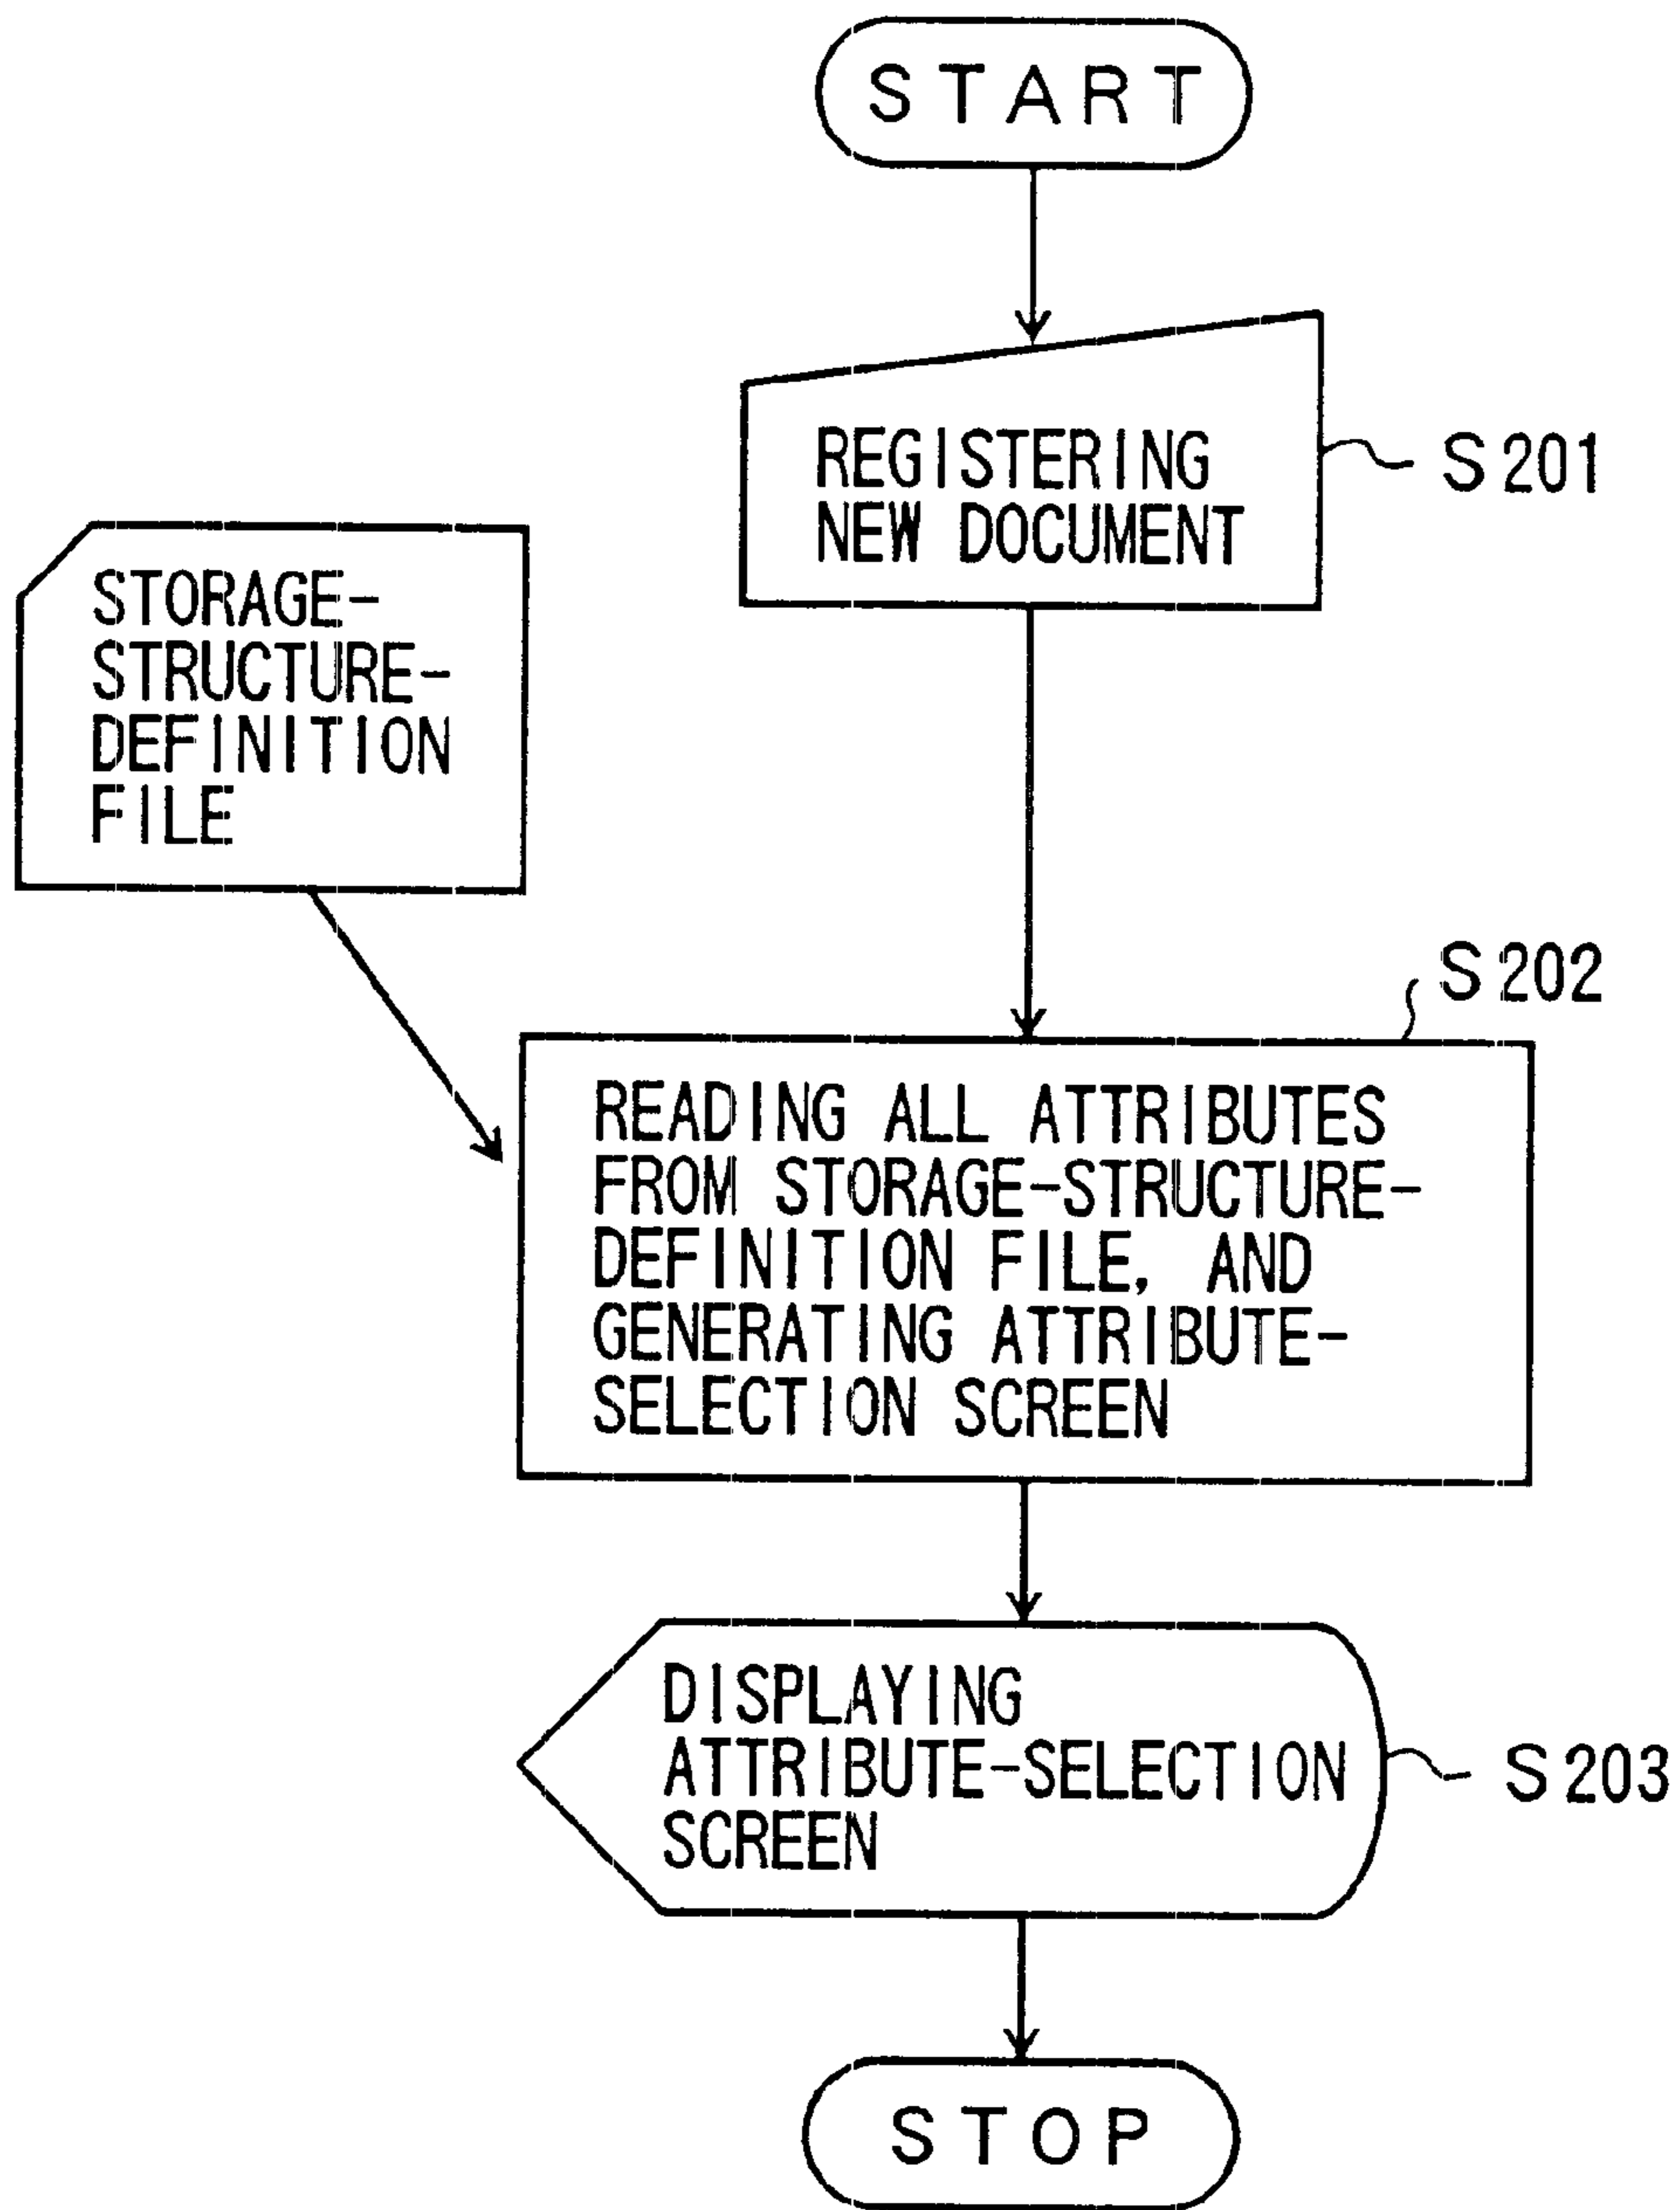 START
REGISTERING
NEW DOCUMENT
S201
STORAGE-
STRUCTURE-
DEFINITION
FILE
S202
READING ALL ATTRIBUTES
FROM STORAGE-STRUCTURE-
DEFINITION FILE, AND
GENERATING ATTRIBUTE-
SELECTION SCREEN
DISPLAYING
ATTRIBUTE-SELECTION
SCREEN
S203
STOP